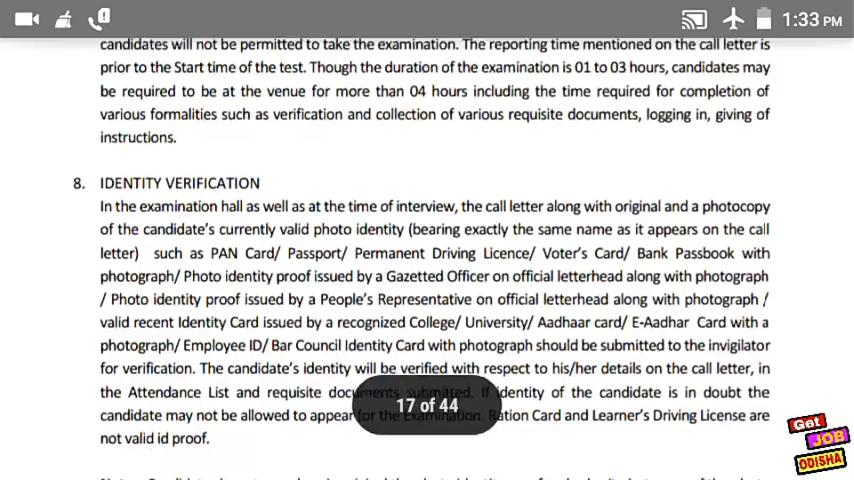 1:33 PM
candidates will not be permitted to take the examination. The reporting time mentioned on the call letter is
prior to the Start time of the test. Though the duration of the examination is 01 to 03 hours, candidates may
be required to be at the venue for more than 04 hours including the time required for completion of
various formalities such as verification and collection of various requisite documents, logging in, giving of
instructions.
8. IDENTITY VERIFICATION
In the examination hall as well as at the time of interview, the call letter along with original and a photocopy
of the candidate's currently valid photo identity (bearing exactly the same name as it appears on the call
letter) such as PAN Card/ Passport/ Permanent Driving Licence/ Voter's Card/ Bank Passbook with
photograph/ Photo identity proof issued by a Gazetted Officer on official letterhead along with photograph
/ Photo identity proof issued by a People's Representative on official letterhead along with photograph /
valid recent Identity Card issued by a recognized College/ University/ Aadhaar card/ E-Aadhar Card with a
photograph/ Employee ID/ Bar Council Identity Card with photograph should be submitted to the invigilator
for verification. The candidate's identity will be verified with respect to his/her details on the call letter, in
the Attendance List and requisite documents submitted. If identity of the candidate is in doubt the
17 of 44
candidate may not be allowed to appear for the Examination. Ration Card and Learner's Driving License are
not valid id proof.
Get
JOB
ODISHA